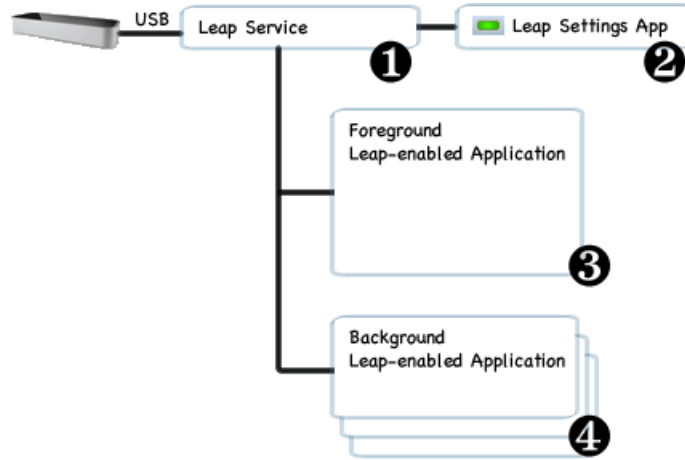 USB
Leap Service
1
Leap Settings App
2
Foreground
Leap-enabled Application
3
Background
Leap-enabled Application
4